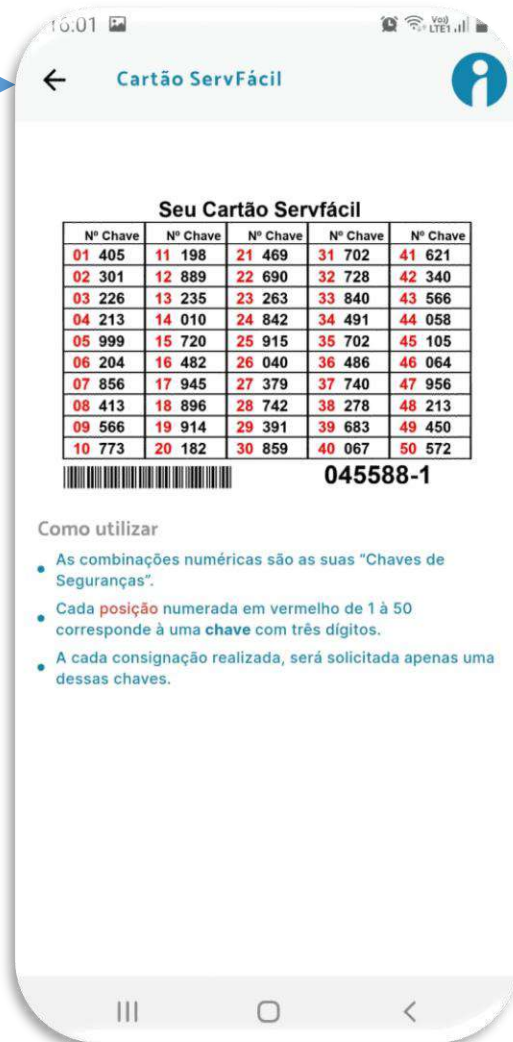 16:01
Vo)) LTE1
Cartão ServFácil
Seu Cartão Servfácil
Nº Chave Nº Chave Nº Chave Nº Chave Nº Chave
01 405 11 198 21 469 31 702 41 621
02 301 12 889 22 690 32 728 42 340
03 226 13 235 23 263 33 840 43 566
04 213 14 010 24 842 34 491 44 058
05 999 15 720 25 915 35 702 45 105
06 204 16 482 26 040 36 486 46 064
07 856 17 945 27 379 37 740 47 956
08 413 18 896 28 742 38 278 48 213
09 566 19 914 29 391 39 683 49 450
10 773 20 182 30 859 40 067 50 572
045588-1
Como utilizar
As combinações numéricas são as suas “Chaves de
Seguranças”.
Cada posição numerada em vermelho de 1 à 50
corresponde à uma chave com três dígitos.
A cada consignação realizada, será solicitada apenas uma
dessas chaves.